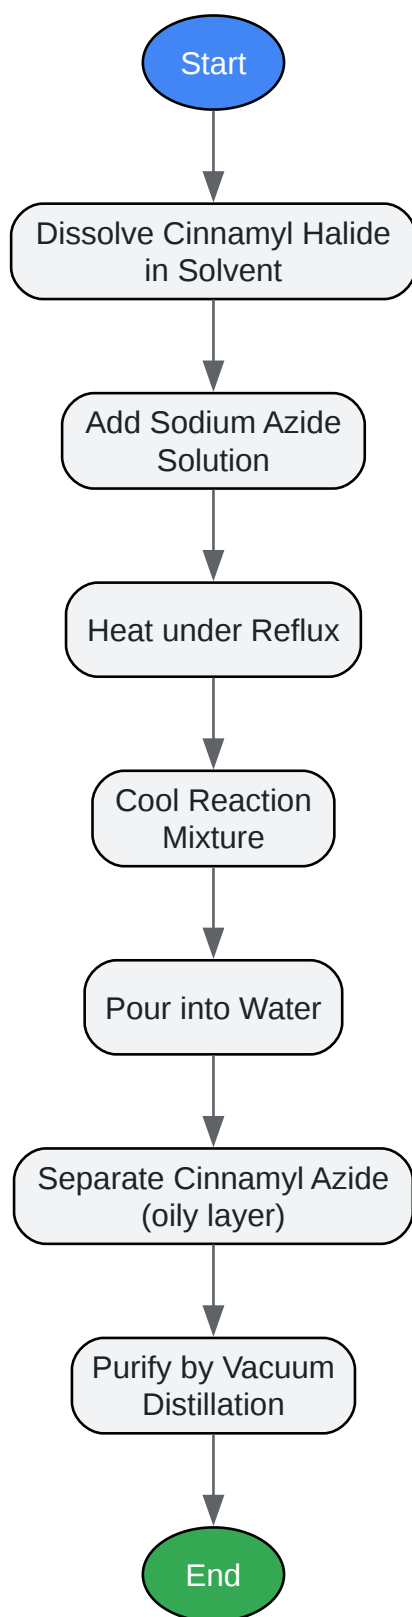 Start
Dissolve Cinnamyl Halide
in Solvent
Add Sodium Azide
Solution
Heat under Reflux
Cool Reaction
Mixture
Pour into Water
Separate Cinnamyl Azide
(oily layer)
Purify by Vacuum
Distillation
End